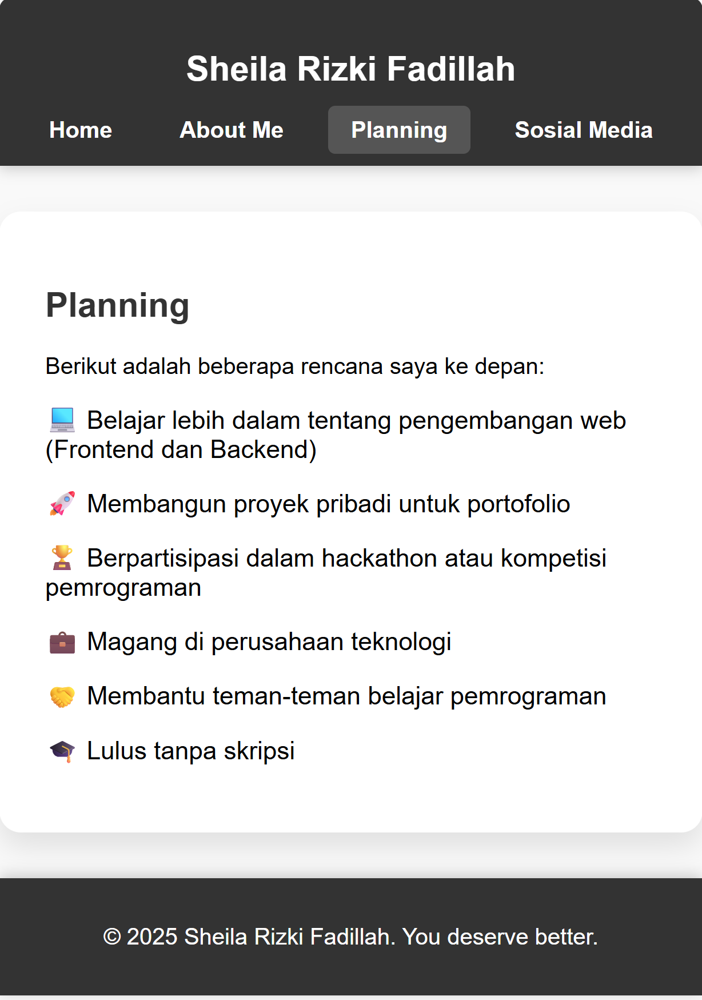 Sheila Rizki Fadillah
Home About Me Planning Sosial Media
Planning
Berikut adalah beberapa rencana saya ke depan:
💻 Belajar lebih dalam tentang pengembangan web
(Frontend dan Backend)
🚀 Membangun proyek pribadi untuk portofolio
🏆 Berpartisipasi dalam hackathon atau kompetisi
pemrograman
💼 Magang di perusahaan teknologi
🤝 Membantu teman-teman belajar pemrograman
🎓 Lulus tanpa skripsi
© 2025 Sheila Rizki Fadillah. You deserve better.